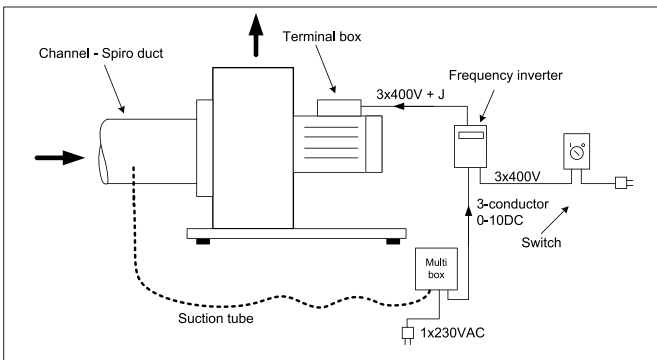 Terminal box
Channel - Spiro duct
Frequency inverter
3x400V + J
I O
3x400V
3-conductor
0-10DC
Switch
Multi
box
Suction tube
1x230VAC